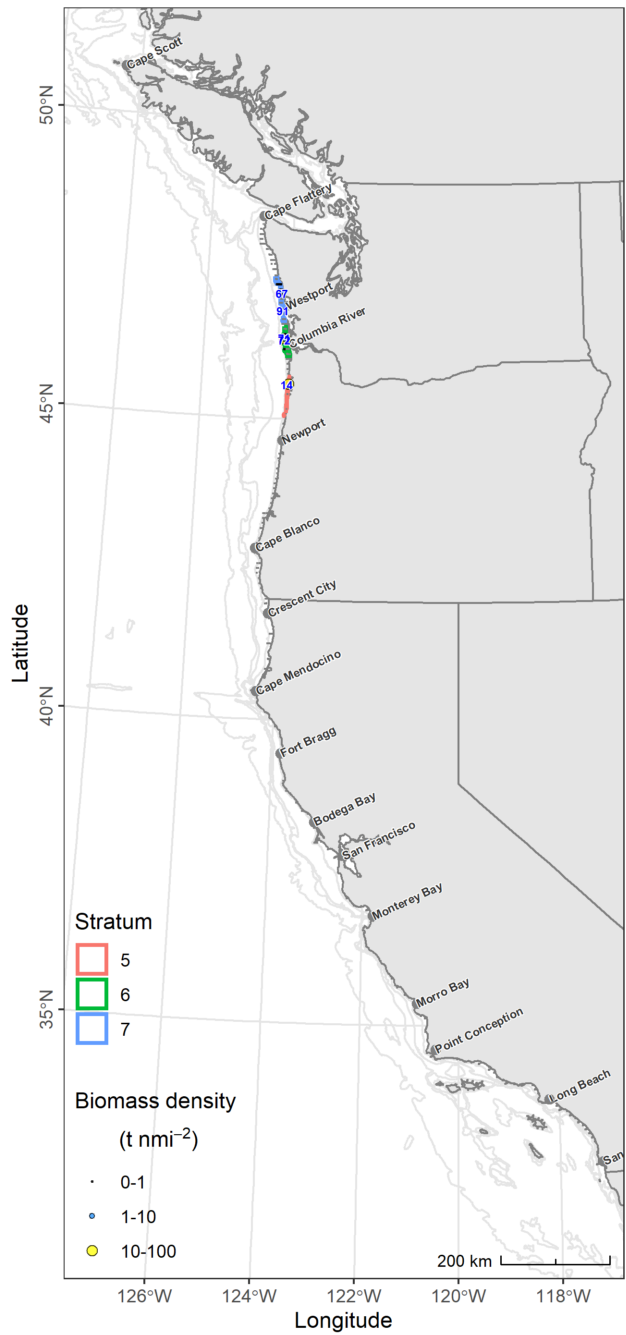 Cape Scott
50°N
Cape Flattery
67
Westport
91
Columbia River
14
45°N
Newport
Cape Blanco
Crescent City
Latitude
Cape Mendocino
40°N
Fort Bragg
Bodega Bay
San Francisco
Monterey Bay
Stratum
5
6
7
Morro Bay
35°N
Point Conception
Long Beach
Biomass density
(t nmi−2)
San
0-1
1-10
10-100
200 km
126°W
124°W
122°W
120°W
118°W
Longitude